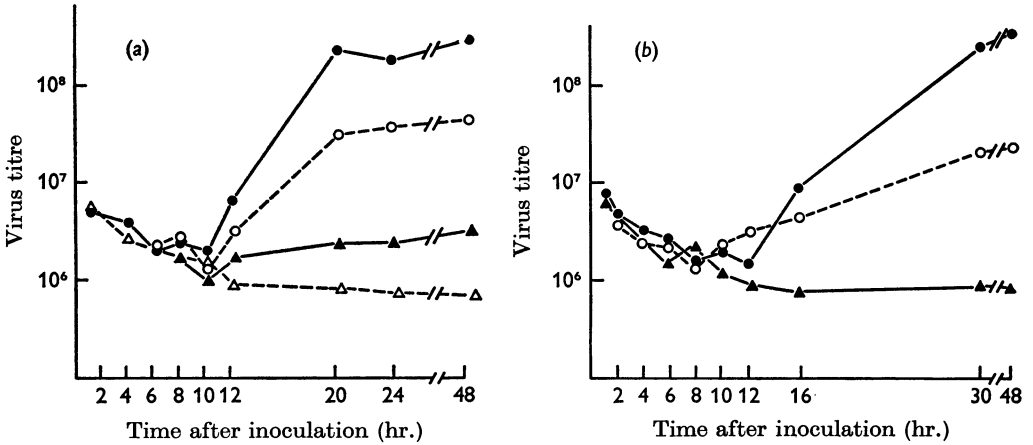 (a)
Virus titre
10⁸
10⁷
10⁶
2 4 6 8 10 12 20 24 48
Time after inoculation (hr.)
(b)
Virus titre
10⁸
10⁷
10⁶
2 4 6 8 10 12 16 30 48
Time after inoculation (hr.)